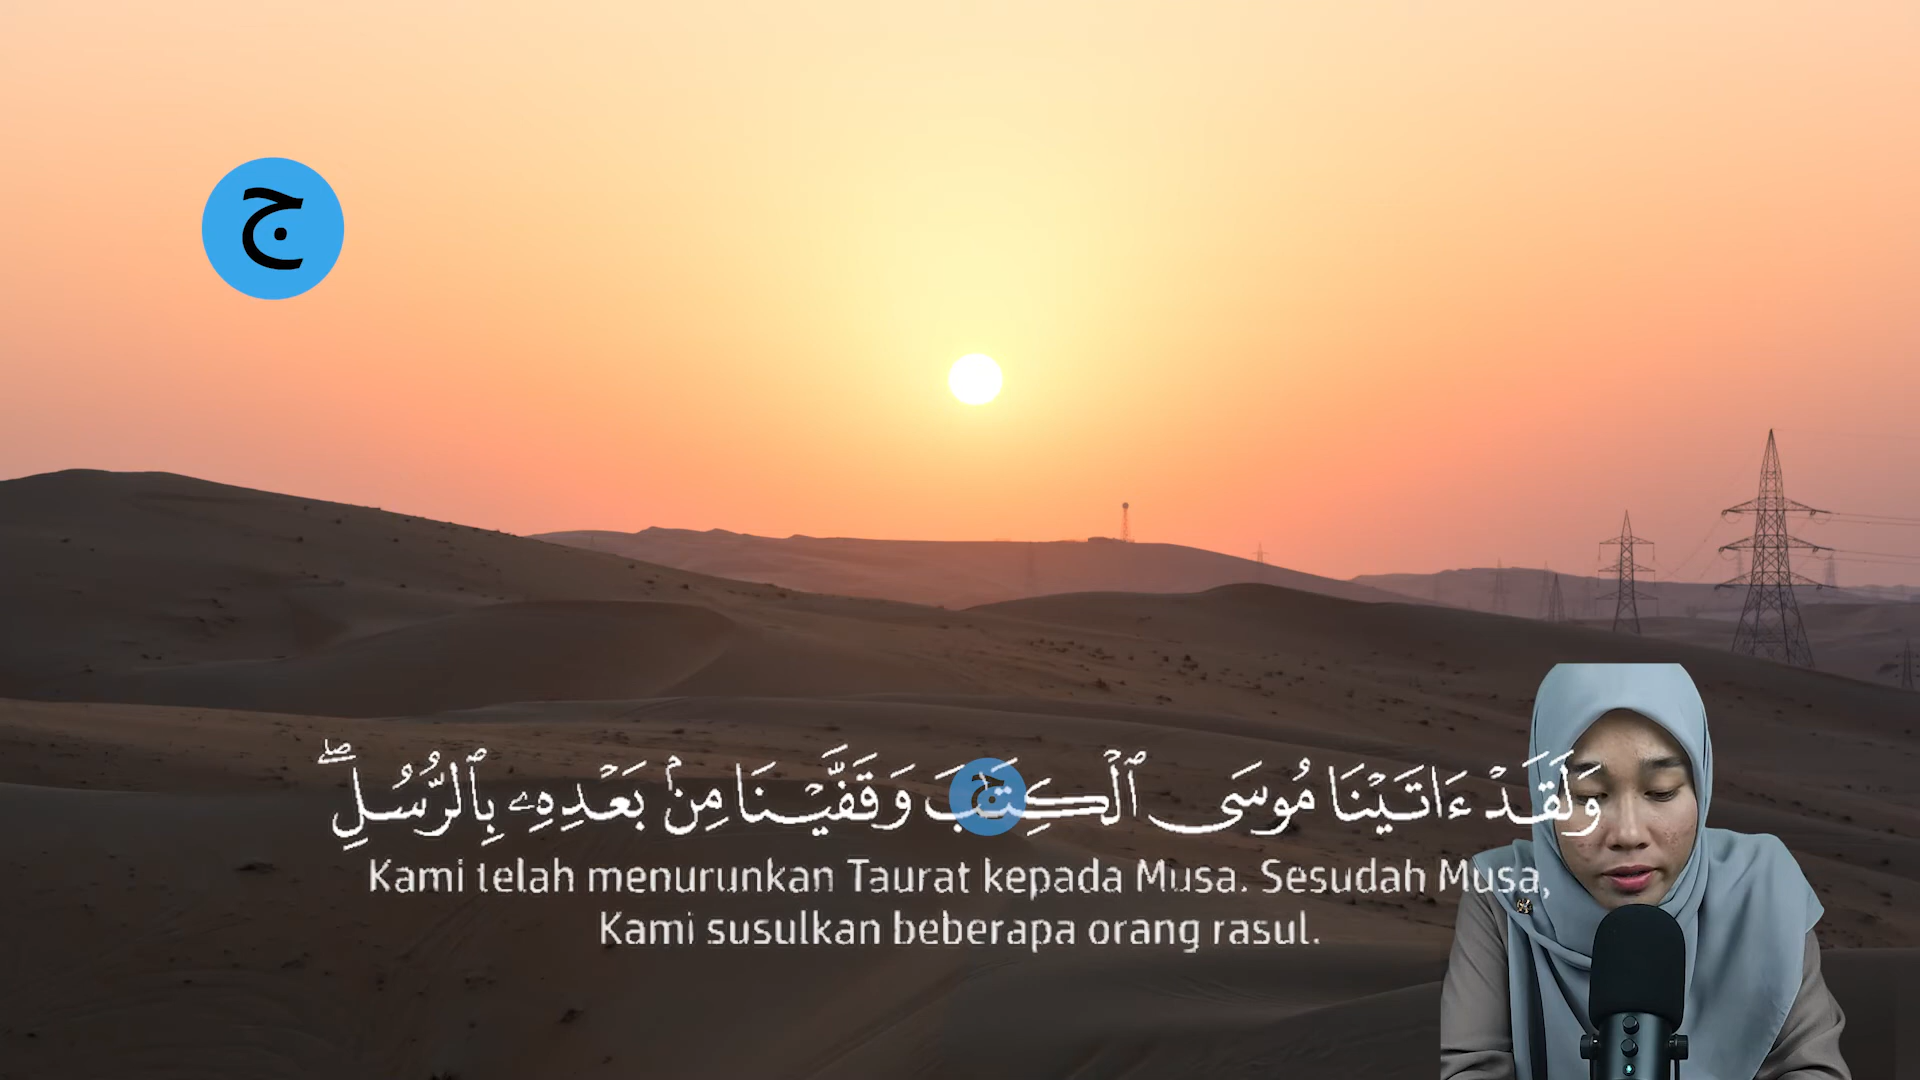 ج
وَلَقَدْ ءَاتَيْنَا مُوسَى ٱلْكِتَٰبَ وَقَفَّيْنَا مِنۢ بَعْدِهِۦ بِٱلرُّسُلِۖ
ج
Kami telah menurunkan Taurat kepada Musa. Sesudah Musa,
Kami susulkan beberapa orang rasul.